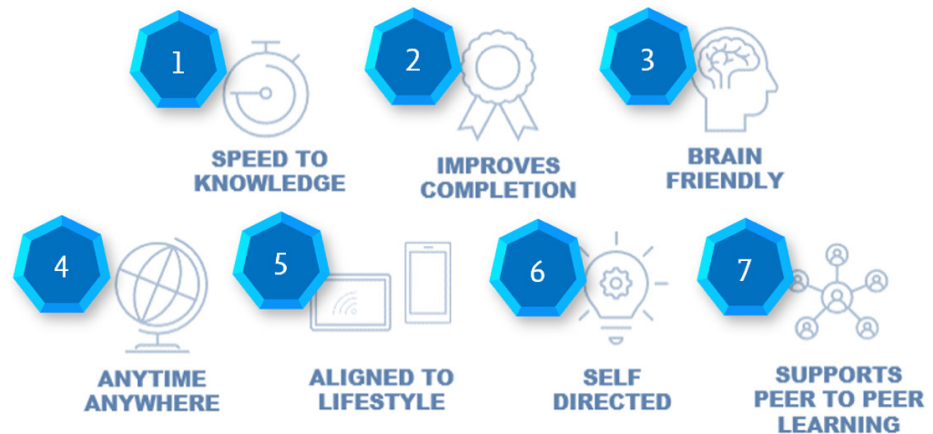 1
SPEED TO
KNOWLEDGE
2
IMPROVES
COMPLETION
3
BRAIN
FRIENDLY
4
ANYTIME
ANYWHERE
5
ALIGNED TO
LIFESTYLE
6
SELF
DIRECTED
7
SUPPORTS
PEER TO PEER
LEARNING